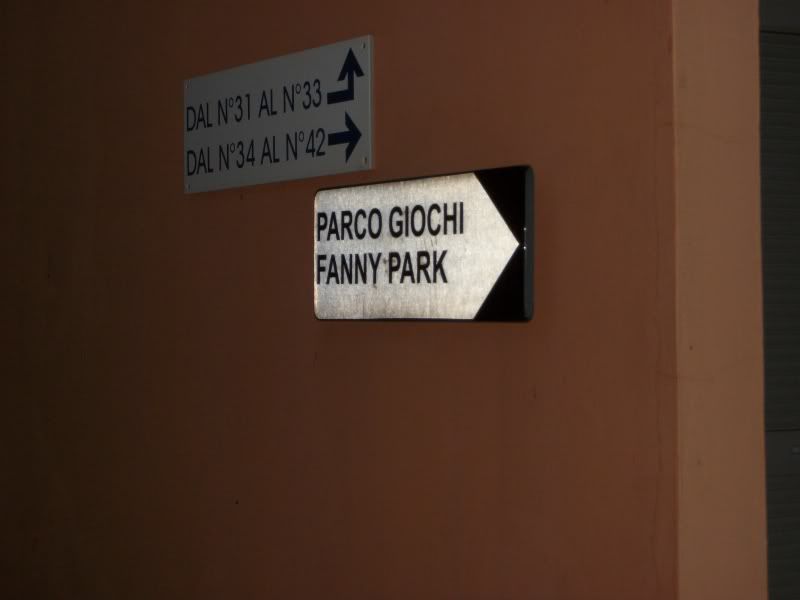 DAL N°31 AL N°33
DAL N°34 AL N°42
PARCO GIOCHI
FANNY PARK